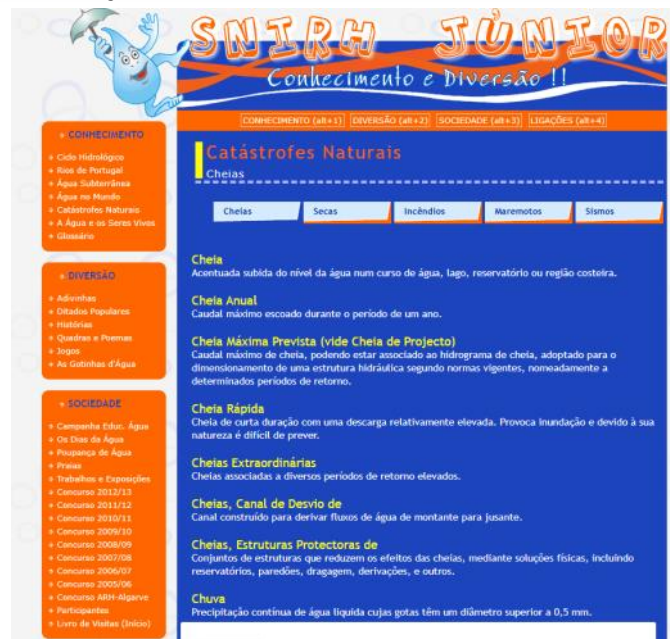 SNIRH JÚNIOR
Conhecimento e Diversão !!
CONHECIMENTO (alt+1) DIVERSÃO (alt+2) SOCIEDADE (alt+3) LIGAÇÕES (alt+4)
CONHECIMENTO
Ciclo Hidrológico
Rios de Portugal
Água Subterrânea
Água no Mundo
Catástrofes Naturais
A Água e os Seres Vivos
Glossário
DIVERSÃO
Adivinhas
Ditados Populares
Histórias
Quadras e Poemas
Jogos
As Gotinhas d'Água
SOCIEDADE
Campanha Educ. Água
Os Dias da Água
Poupança de Água
Praias
Trabalhos e Exposições
Concurso 2012/13
Concurso 2011/12
Concurso 2010/11
Concurso 2009/10
Concurso 2008/09
Concurso 2007/08
Concurso 2006/07
Concurso 2005/06
Concurso ARH-Algarve
Participantes
Livro de Visitas (Início)
Catástrofes Naturais
Cheias
Cheias Secas Incêndios Maremotos Sismos
Cheia
Acentuada subida do nível da água num curso de água, lago, reservatório ou região costeira.
Cheia Anual
Caudal máximo escoado durante o período de um ano.
Cheia Máxima Prevista (vide Cheia de Projecto)
Caudal máximo de cheia, podendo estar associado ao hidrograma de cheia, adoptado para o
dimensionamento de uma estrutura hidráulica segundo normas vigentes, nomeadamente a
determinados períodos de retorno.
Cheia Rápida
Cheia de curta duração com uma descarga relativamente elevada. Provoca inundação e devido à sua
natureza é difícil de prever.
Cheias Extraordinárias
Cheias associadas a diversos períodos de retorno elevados.
Cheias, Canal de Desvio de
Canal construído para derivar fluxos de água de montante para jusante.
Cheias, Estruturas Protectoras de
Conjuntos de estruturas que reduzem os efeitos das cheias, mediante soluções físicas, incluindo
reservatórios, paredões, dragagem, derivações, e outros.
Chuva
Precipitação contínua de água líquida cujas gotas têm um diâmetro superior a 0,5 mm.